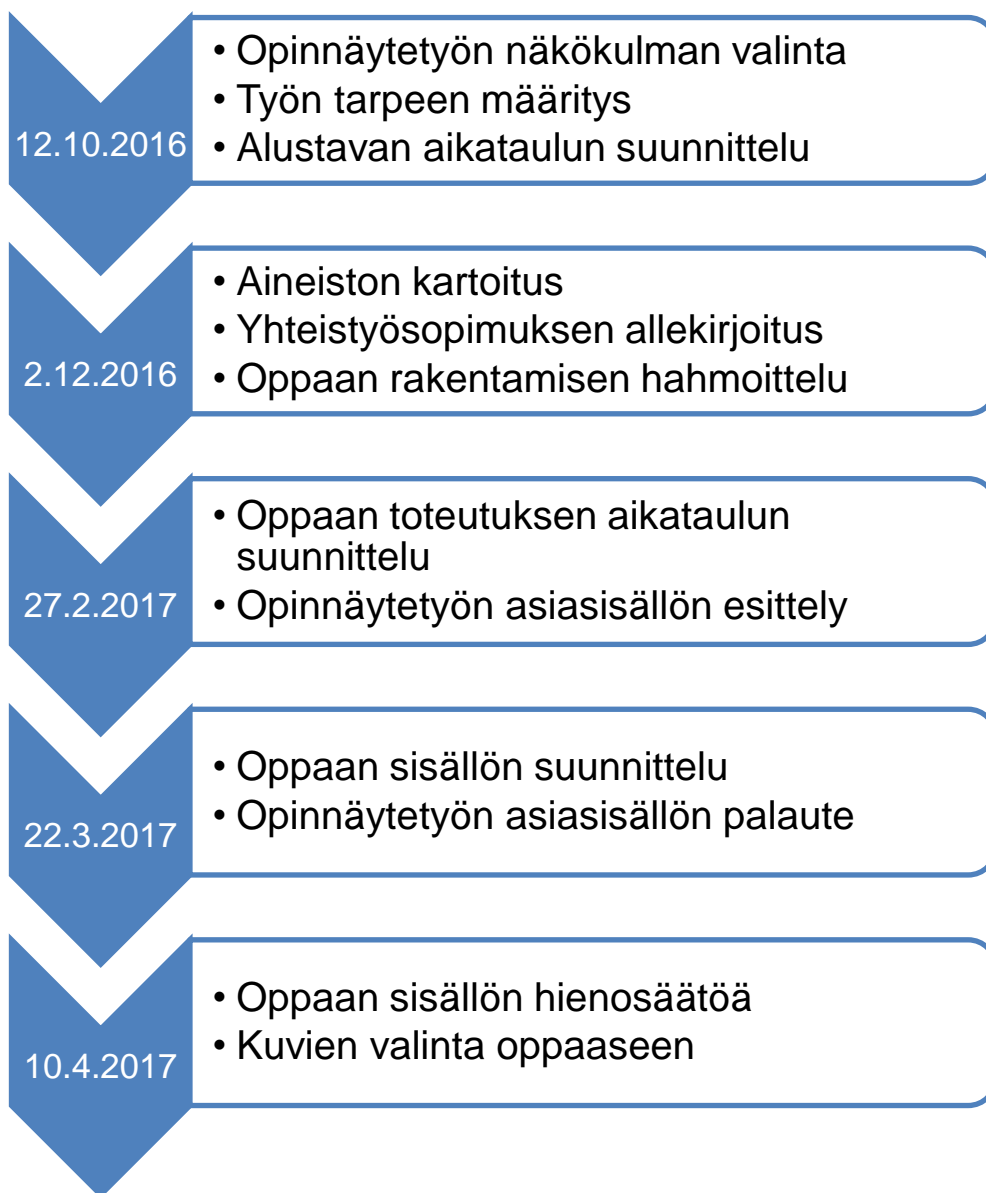 12.10.2016
• Opinnäytetyön näkökulman valinta
• Työn tarpeen määritys
• Alustavan aikataulun suunnittelu
2.12.2016
• Aineiston kartoitus
• Yhteistyösopimuksen allekirjoitus
• Oppaan rakentamisen hahmoittelu
27.2.2017
• Oppaan toteutuksen aikataulun
suunnittelu
• Opinnäytetyön asiasisällön esittely
22.3.2017
• Oppaan sisällön suunnittelu
• Opinnäytetyön asiasisällön palaute
10.4.2017
• Oppaan sisällön hienosäätöä
• Kuvien valinta oppaaseen